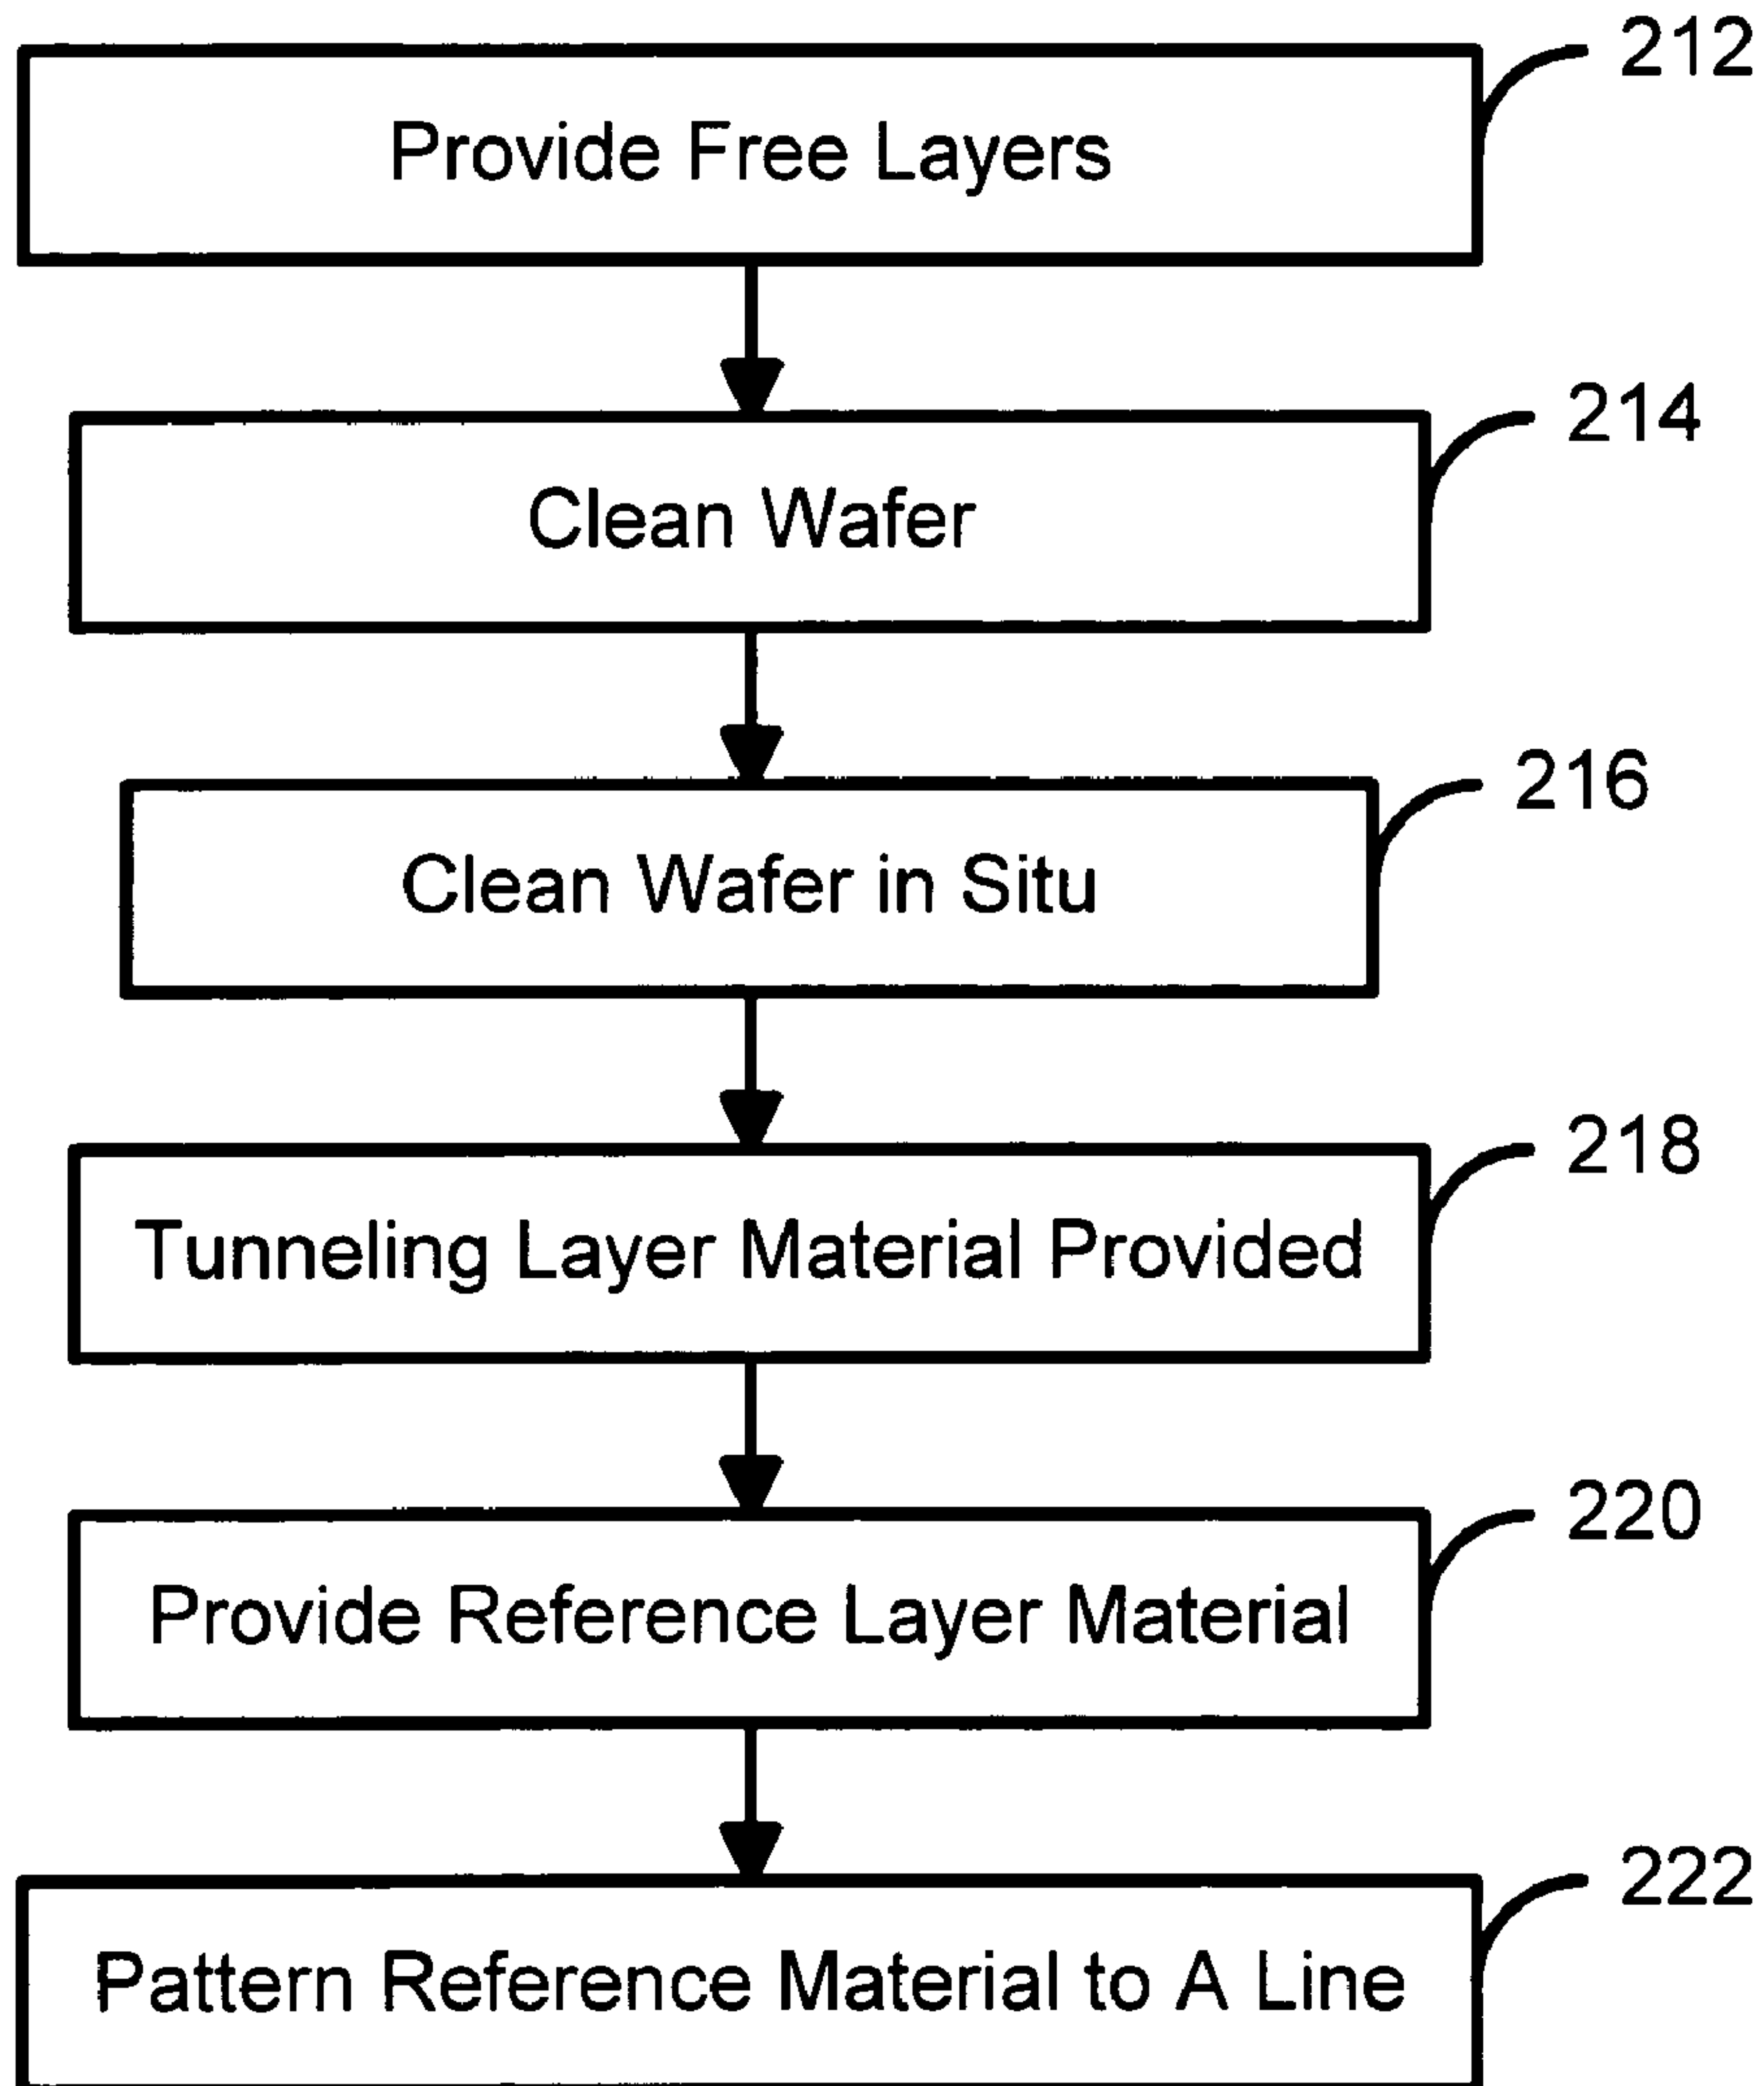 212
Provide Free Layers
214
Clean Wafer
216
Clean Wafer in Situ
218
Tunneling Layer Material Provided
220
Provide Reference Layer Material
222
Pattern Reference Material to A Line